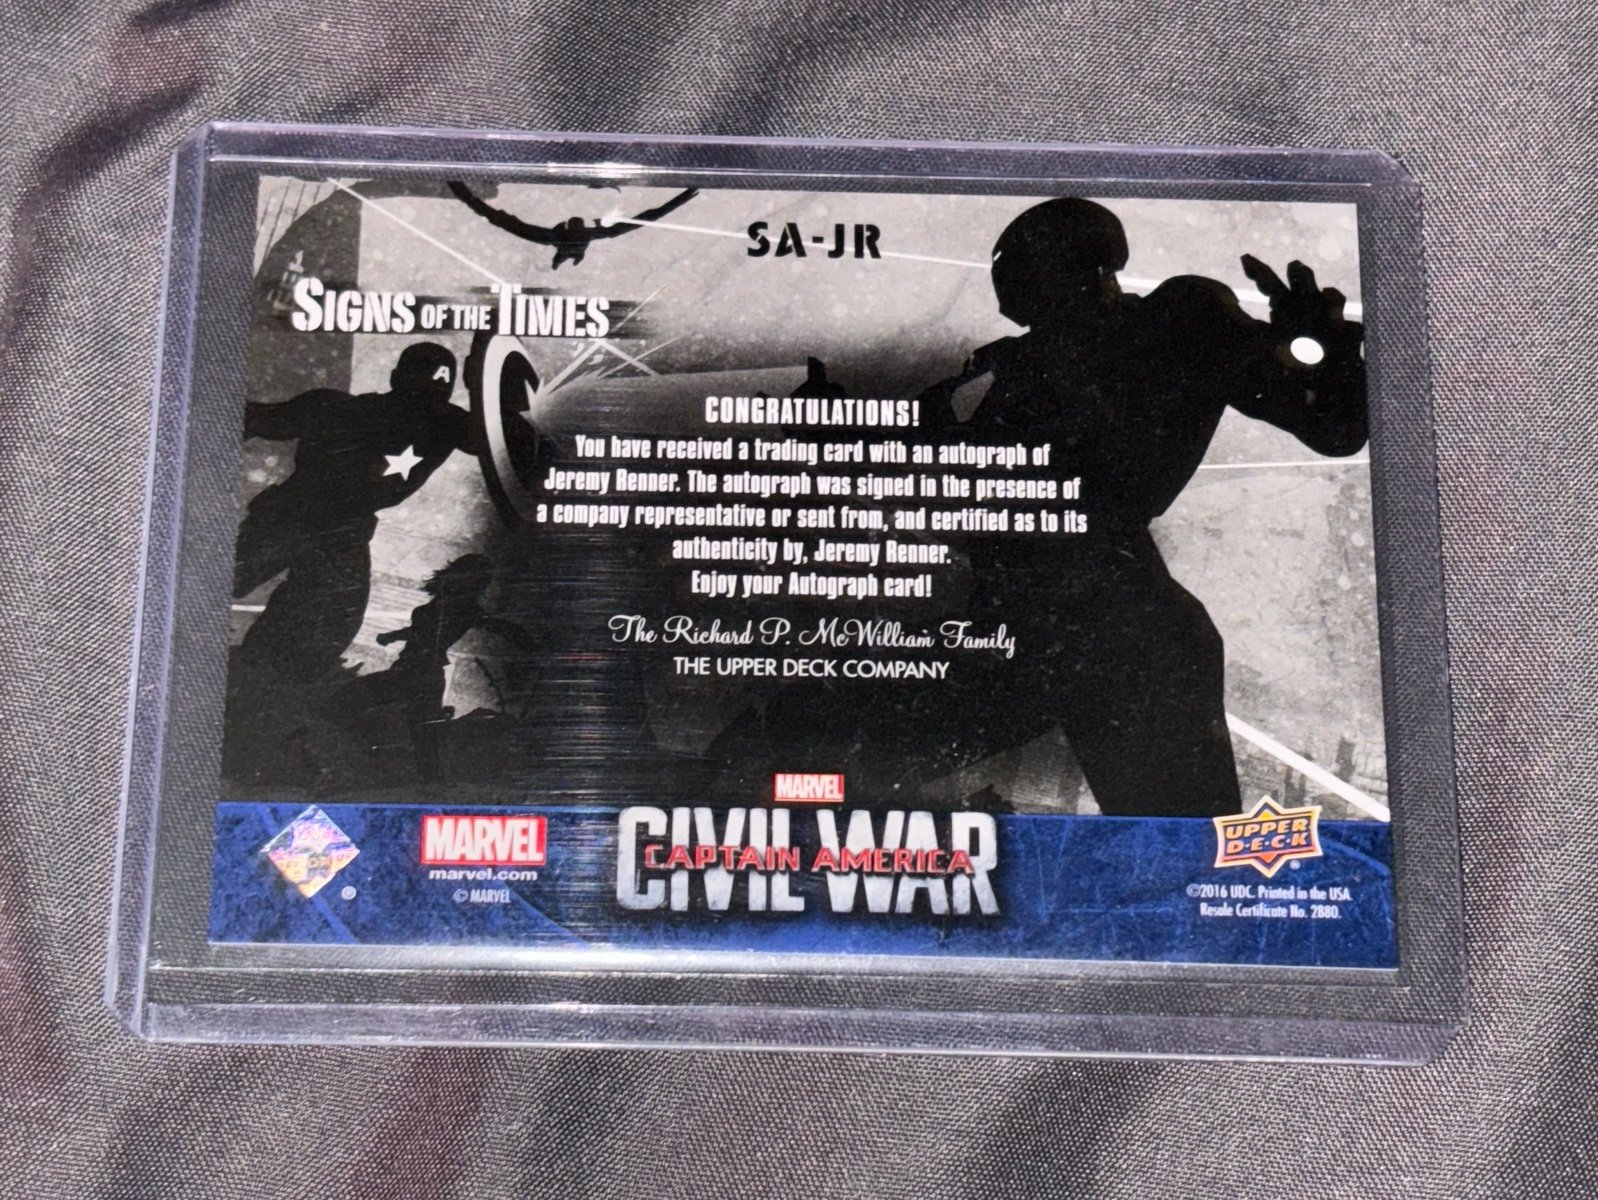 SA-JR
SIGNS OF THE TIMES
A
CONGRATULATIONS!
You have received a trading card with an autograph of
Jeremy Renner. The autograph was signed in the presence of
a company representative or sent from, and certified as to its
authenticity by, Jeremy Renner.
Enjoy your Autograph card!
The Richard P. McWilliam Family
THE UPPER DECK COMPANY
MARVEL
CIVIL WAR
CAPTAIN AMERICA
MARVEL
marvel.com
© MARVEL
®
UPPER
D·E·C·K
®
©2016 UDC. Printed in the USA.
Resale Certificate No. 2880.